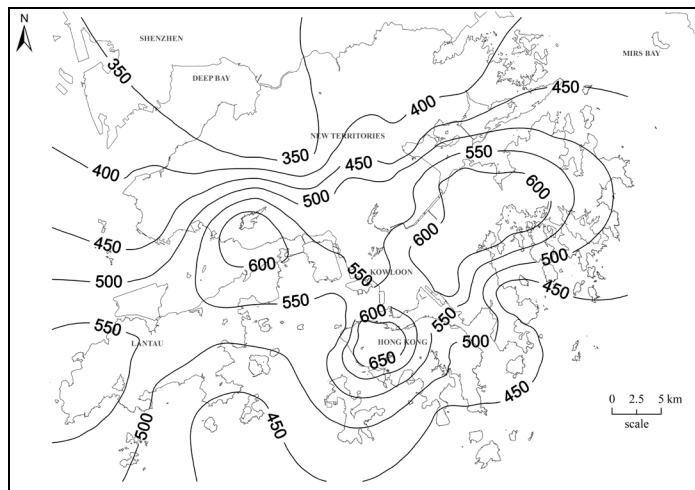 N
SHENZHEN
MIRS BAY
350
DEEP BAY
450
400
NEW TERRITORIES
350
450
550
400
500
600
450
600
500
600
550
KOWLOON
500
450
550
600
550
550
LANTAU
HONG KONG
500
650
450
500
450
0 2.5 5 km
scale